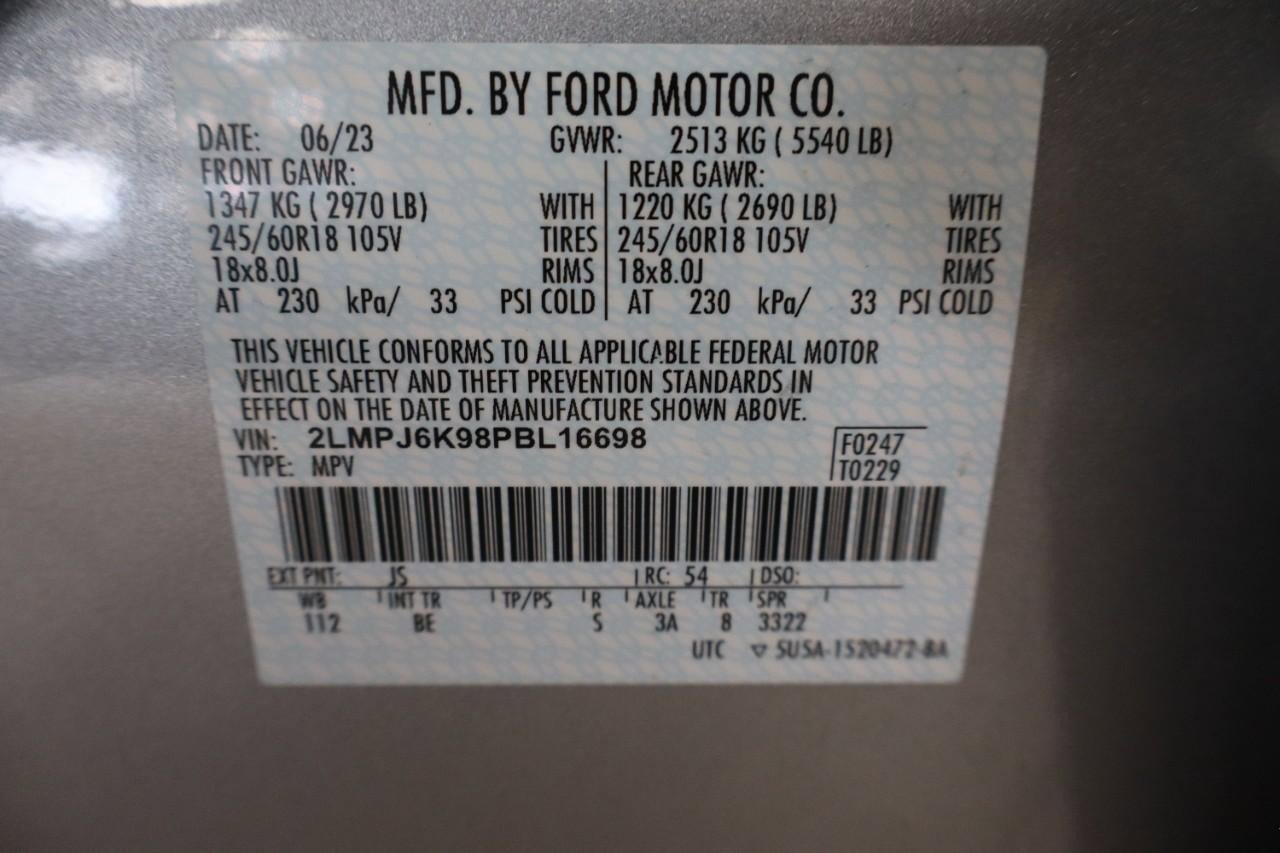 MFD. BY FORD MOTOR CO.
DATE: 06/23 GVWR: 2513 KG ( 5540 LB)
FRONT GAWR: REAR GAWR:
1347 KG ( 2970 LB) WITH 1220 KG ( 2690 LB) WITH
245/60R18 105V TIRES 245/60R18 105V TIRES
18x8.0J RIMS 18x8.0J RIMS
AT 230 kPa/ 33 PSI COLD AT 230 kPa/ 33 PSI COLD
THIS VEHICLE CONFORMS TO ALL APPLICABLE FEDERAL MOTOR
VEHICLE SAFETY AND THEFT PREVENTION STANDARDS IN
EFFECT ON THE DATE OF MANUFACTURE SHOWN ABOVE.
VIN: 2LMPJ6K98PBL16698 F0247
TYPE: MPV T0229
EXT PNT: JS RC: 54 DSO:
WB INT TR TP/PS R AXLE TR SPR
112 BE S 3A 8 3322
UTC ▽ 5USA-1520472-BA